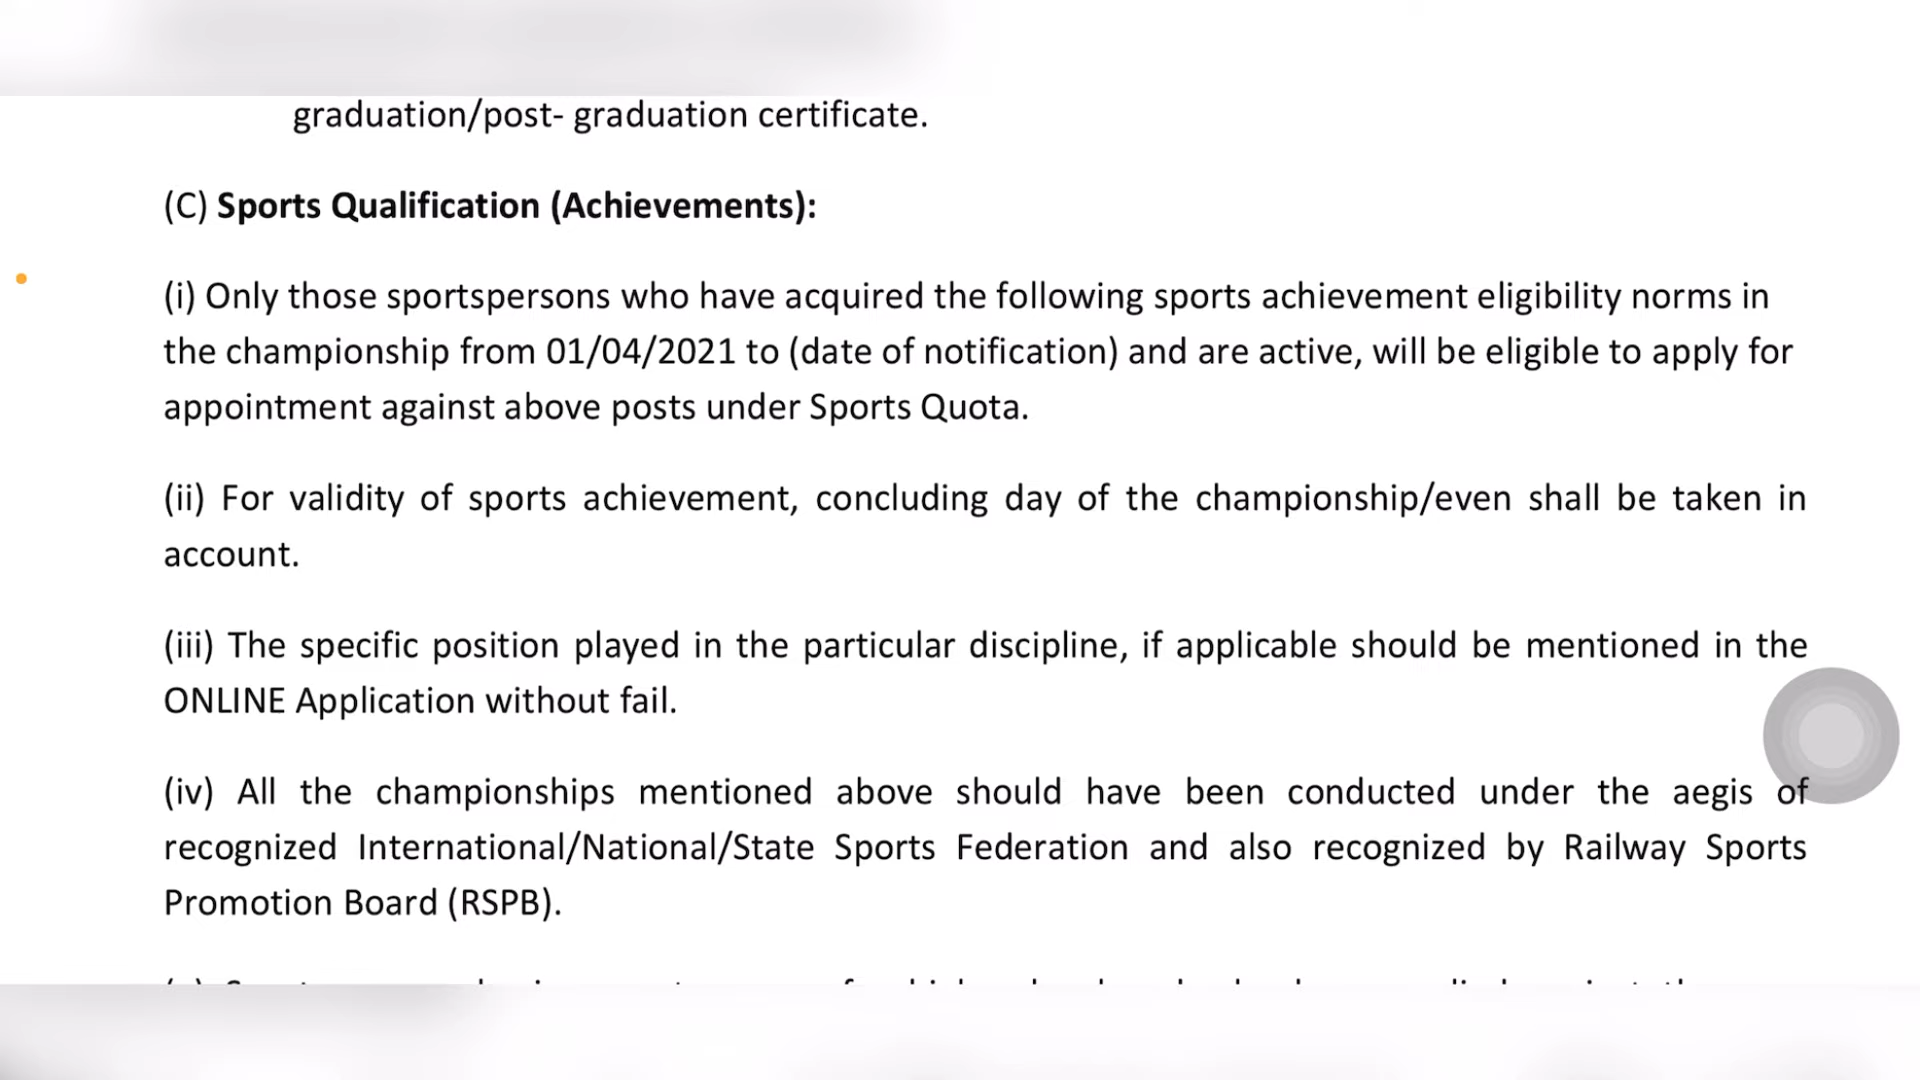 graduation/post- graduation certificate.
(C) Sports Qualification (Achievements):
(i) Only those sportspersons who have acquired the following sports achievement eligibility norms in
the championship from 01/04/2021 to (date of notification) and are active, will be eligible to apply for
appointment against above posts under Sports Quota.
(ii) For validity of sports achievement, concluding day of the championship/even shall be taken in
account.
(iii) The specific position played in the particular discipline, if applicable should be mentioned in the
ONLINE Application without fail.
(iv) All the championships mentioned above should have been conducted under the aegis of
recognized International/National/State Sports Federation and also recognized by Railway Sports
Promotion Board (RSPB).